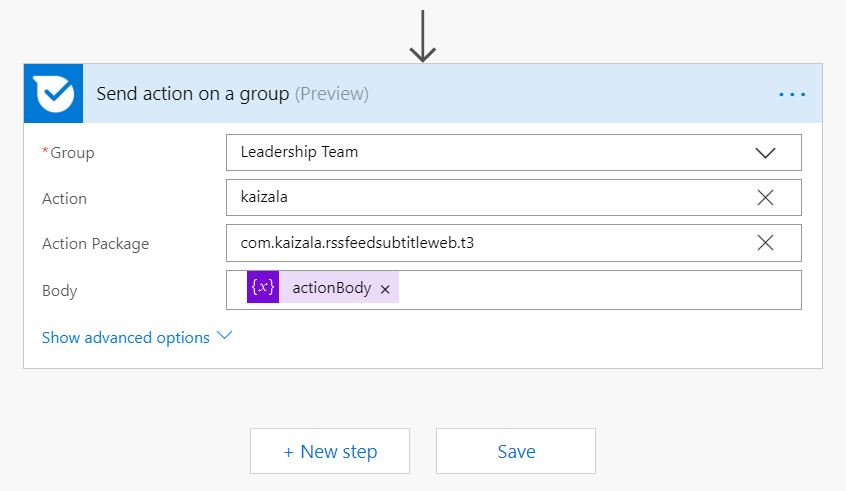 Send action on a group (Preview)
* Group
Leadership Team
Action
kaizala
Action Package
com.kaizala.rssfeedsubtitleweb.t3
Body
{x} actionBody ×
Show advanced options
+ New step
Save